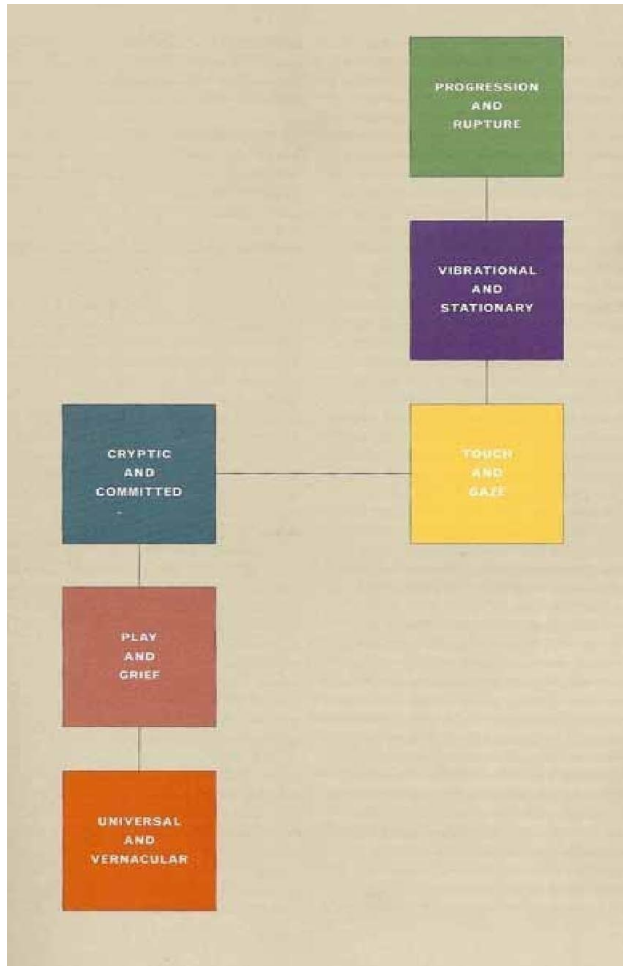 PROGRESSION
AND
RUPTURE
VIBRATIONAL
AND
STATIONARY
CRYPTIC
AND
COMMITTED
TOUCH
AND
GAZE
PLAY
AND
GRIEF
UNIVERSAL
AND
VERNACULAR